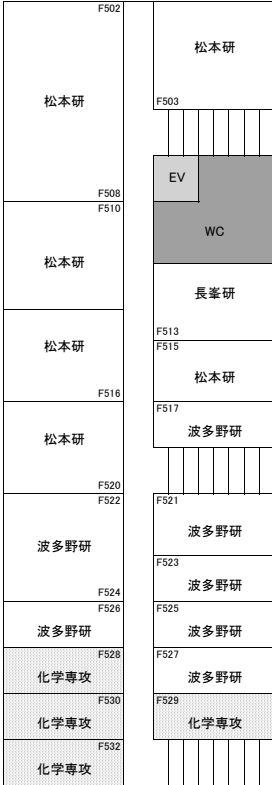 F502
松本研
F508
F510
松本研
松本研
F516
松本研
F520
F522
波多野研
F524
F526
波多野研
F528
化学専攻
F530
化学専攻
F532
化学専攻
松本研
F503
EV
WC
長峯研
F513
F515
松本研
F517
波多野研
F521
波多野研
F523
波多野研
F525
波多野研
F527
波多野研
F529
化学専攻